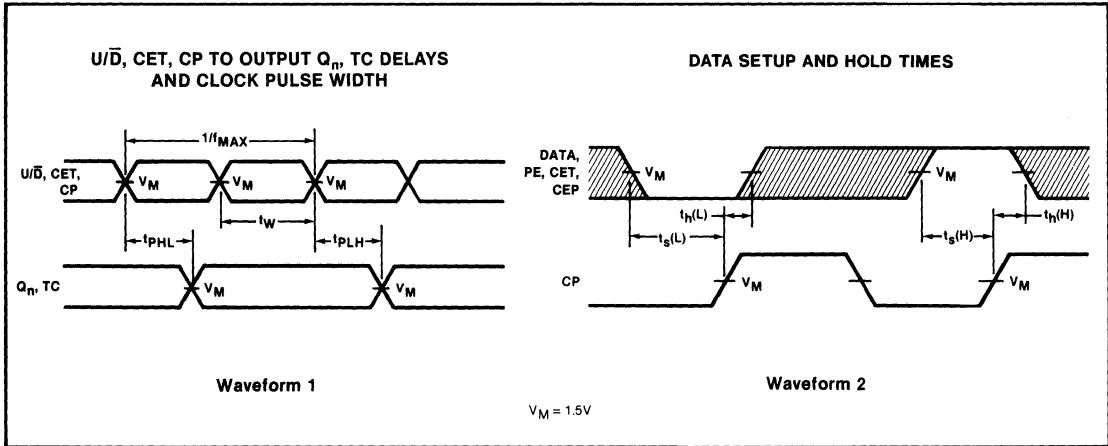 U/D̅, CET, CP TO OUTPUT Qn, TC DELAYS
AND CLOCK PULSE WIDTH
1/fMAX
U/D̅, CET,
CP
VM
VM
VM
tW
tPHL
tPLH
Qn, TC
VM
VM
Waveform 1
DATA SETUP AND HOLD TIMES
DATA,
PE, CET,
CEP
VM
VM
th(L)
th(H)
ts(L)
ts(H)
CP
VM
VM
Waveform 2
VM = 1.5V